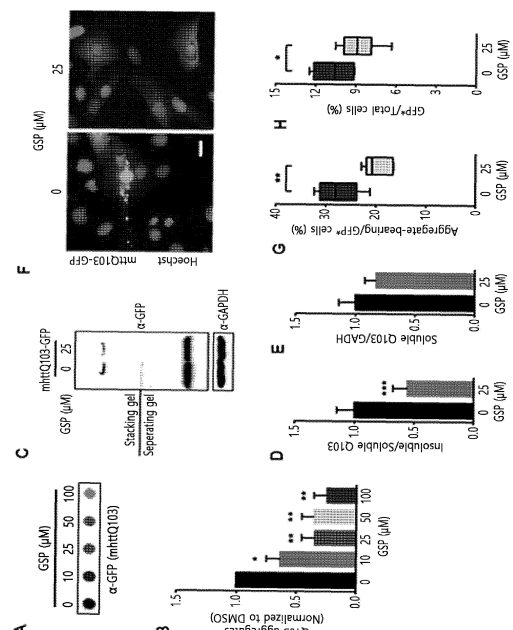 A
GSP (μM)
0 10 25 50 100
α-GFP (mhttQ103)
B
(Normalized to DMSO)
1.5
1.0
0.5
0.0
* ** ** **
0 10 25 50 100
GSP (μM)
C
mhttQ103-GFP
GSP (μM) 0 25
Stacking gel
Seperating gel
α-GFP
α-GAPDH
D
Insoluble/Soluble Q103
1.5
1.0
0.5
0.0
***
0 25
GSP (μM)
E
Soluble Q103/GADH
1.5
1.0
0.5
0.0
0 25
GSP (μM)
F
GSP (μM)
0 25
Hoechst mttQ103-GFP
G
Aggregate-bearing/GFP+ cells (%)
40
30
20
10
0
**
0 25
GSP (μM)
H
GFP+/Total cells (%)
15
12
9
6
3
0
*
0 25
GSP (μM)